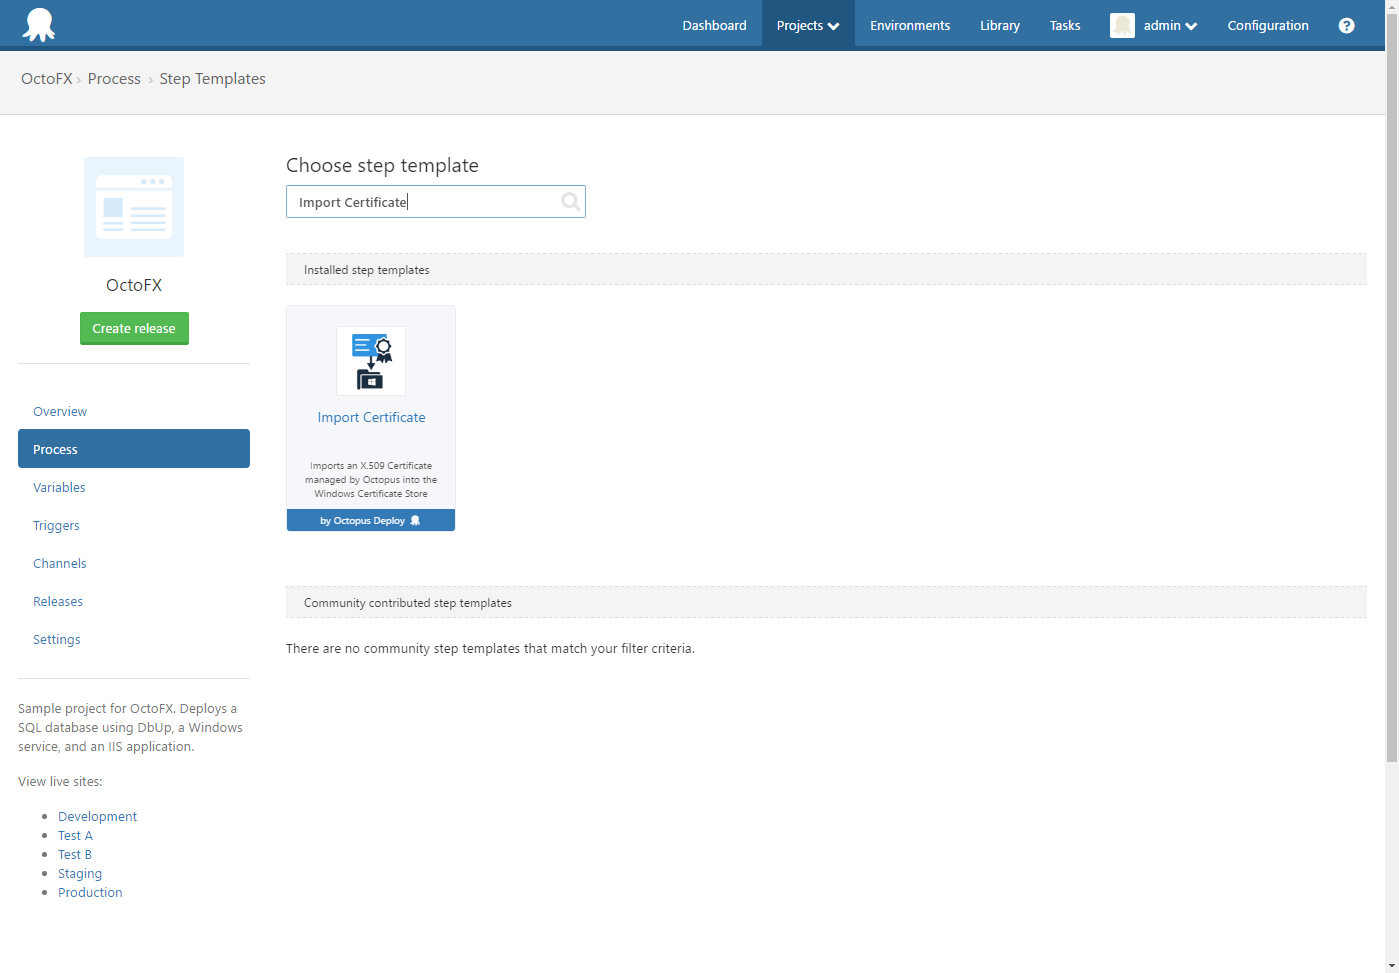 Dashboard Projects Environments Library Tasks admin Configuration ?
OctoFX › Process › Step Templates
OctoFX
Create release
Overview
Process
Variables
Triggers
Channels
Releases
Settings
Sample project for OctoFX. Deploys a
SQL database using DbUp, a Windows
service, and an IIS application.
View live sites:
Development
Test A
Test B
Staging
Production
Choose step template
Import Certificate
Installed step templates
Import Certificate
Imports an X.509 Certificate
managed by Octopus into the
Windows Certificate Store
by Octopus Deploy
Community contributed step templates
There are no community step templates that match your filter criteria.